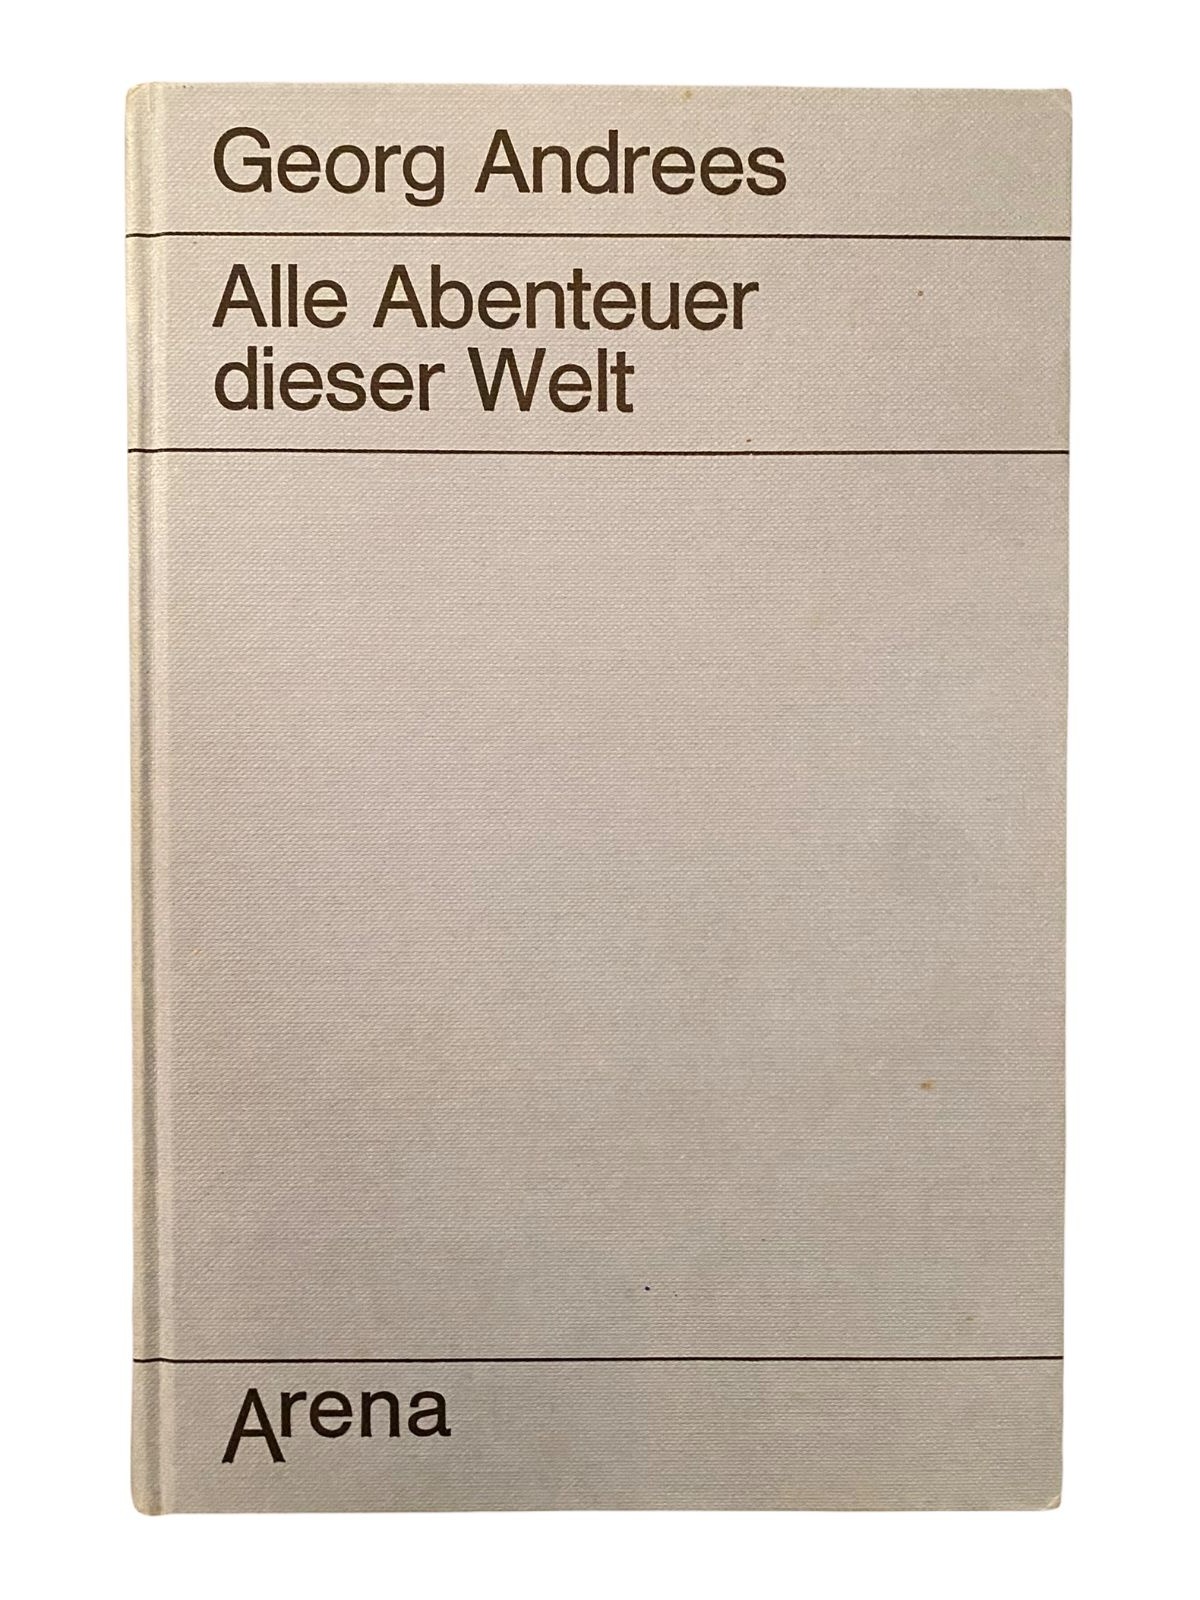 Georg Andrees
Alle Abenteuer
dieser Welt
Arena